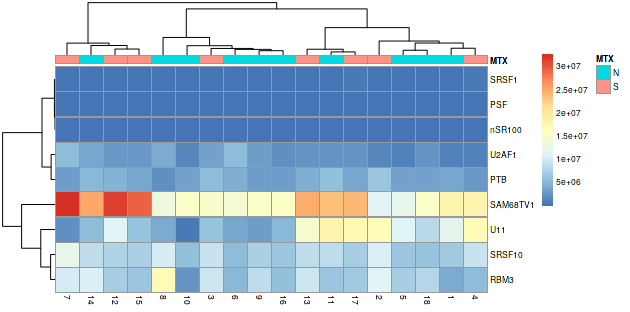 MTX
SRSF1
PSF
nSR100
U2AF1
PTB
SAM68TV1
U11
SRSF10
RBM3
7 14 12 15 8 10 3 6 9 16 13 11 17 2 5 18 1 4
3e+07
2.5e+07
2e+07
1.5e+07
1e+07
5e+06
MTX
N
S